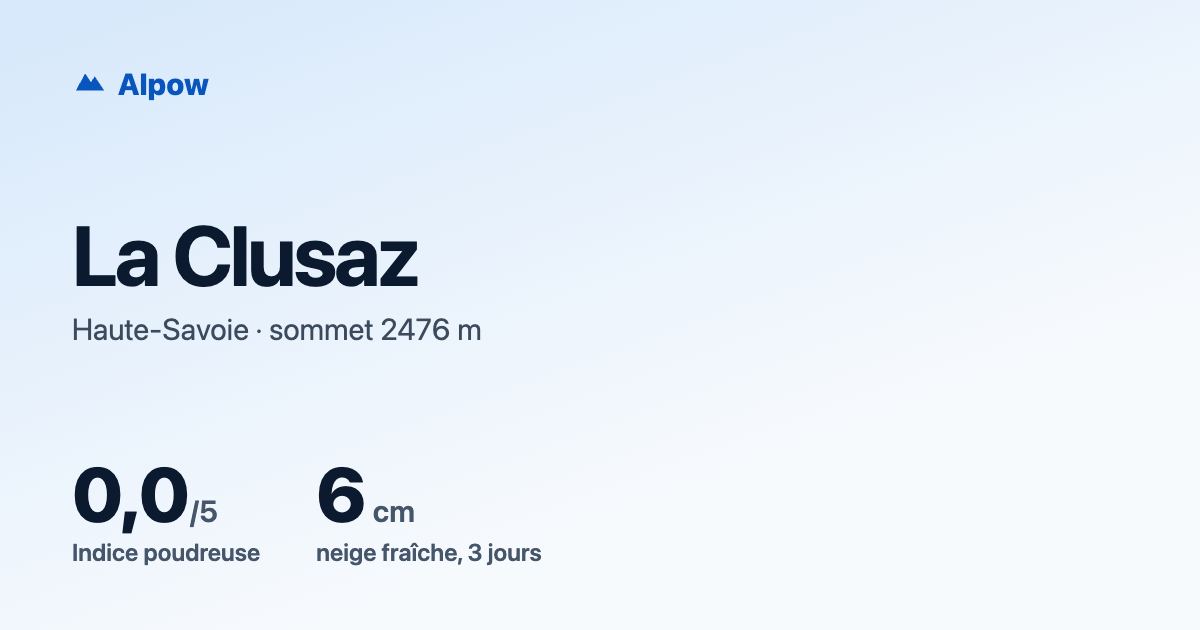 Alpow
La Clusaz
Haute-Savoie · sommet 2476 m
0,0/5 6 cm
Indice poudreuse neige fraîche, 3 jours